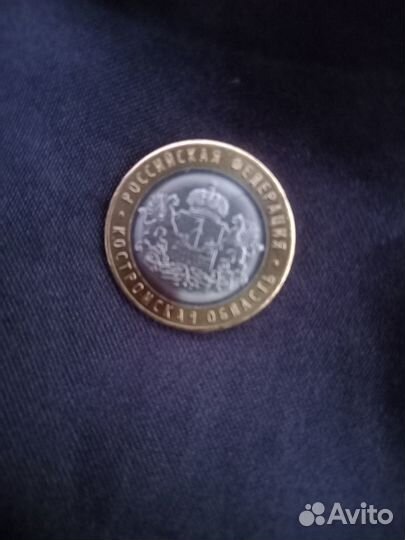 РОССИЙСКАЯ ФЕДЕРАЦИЯ
КОСТРОМСКАЯ ОБЛАСТЬ
Avito